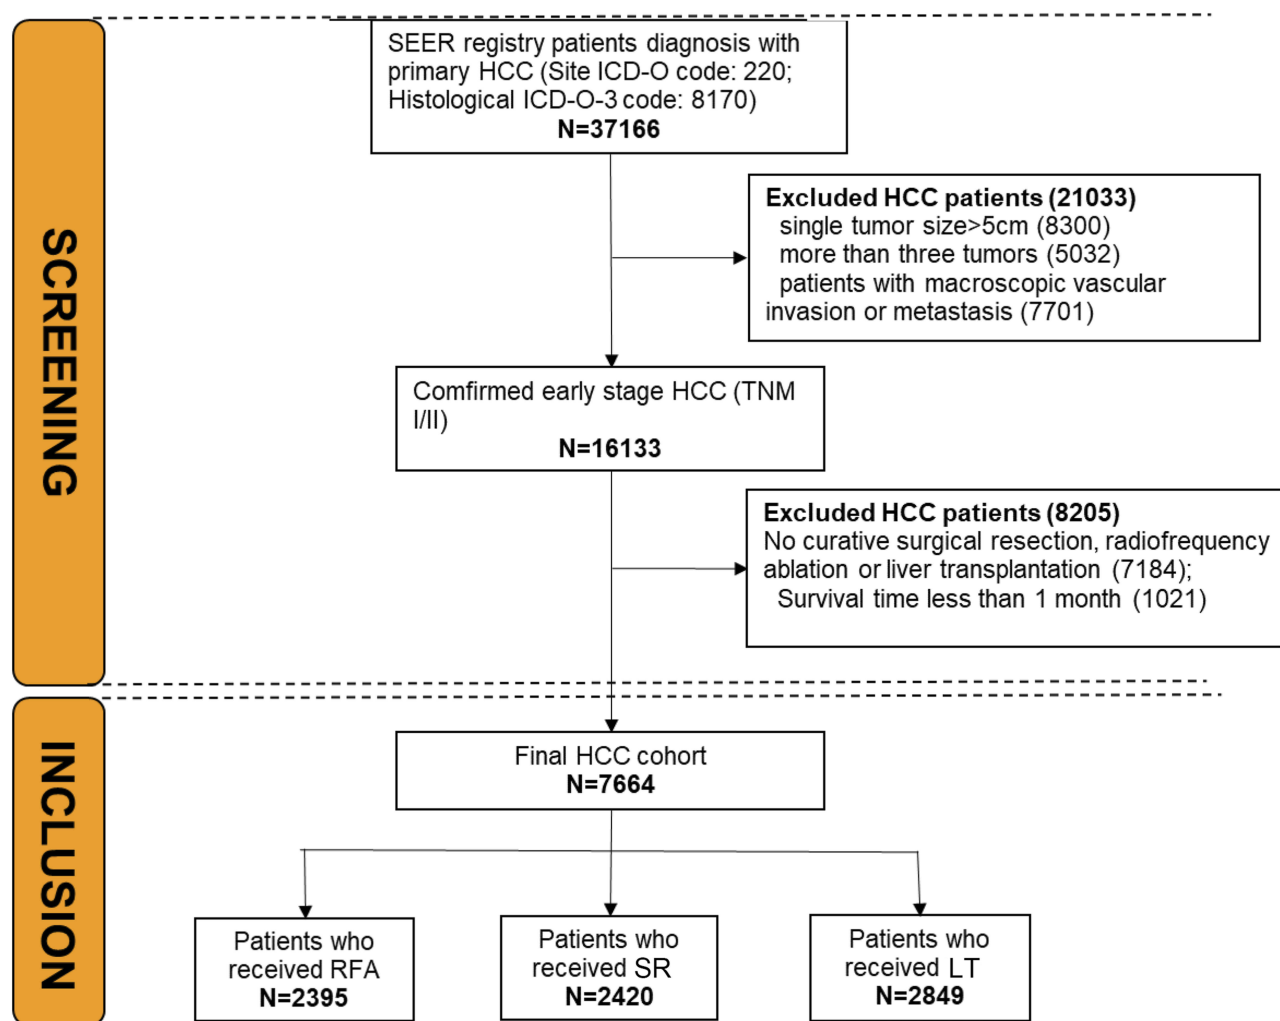 SCREENING
SEER registry patients diagnosis with
primary HCC (Site ICD-O code: 220;
Histological ICD-O-3 code: 8170)
N=37166
Excluded HCC patients (21033)
single tumor size>5cm (8300)
more than three tumors (5032)
patients with macroscopic vascular
invasion or metastasis (7701)
Comfirmed early stage HCC (TNM
I/II)
N=16133
Excluded HCC patients (8205)
No curative surgical resection, radiofrequency
ablation or liver transplantation (7184);
Survival time less than 1 month (1021)
INCLUSION
Final HCC cohort
N=7664
Patients who
received RFA
N=2395
Patients who
received SR
N=2420
Patients who
received LT
N=2849